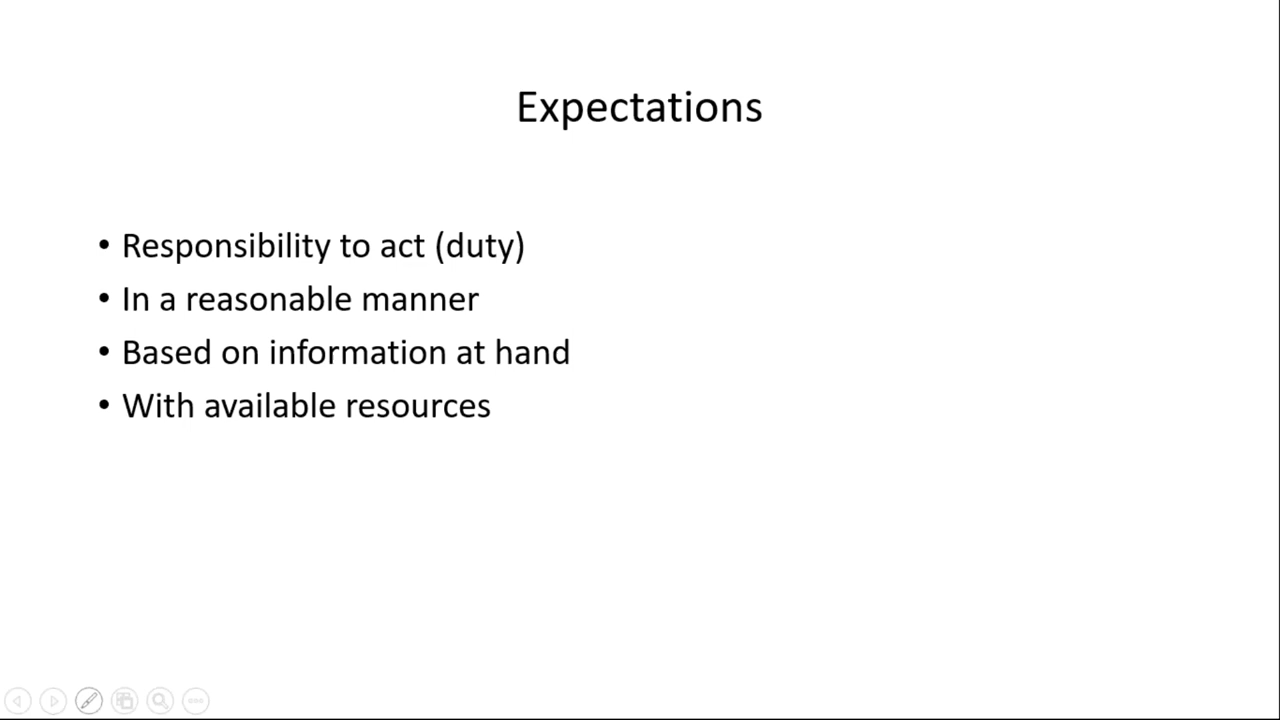 Expectations
• Responsibility to act (duty)
• In a reasonable manner
• Based on information at hand
• With available resources